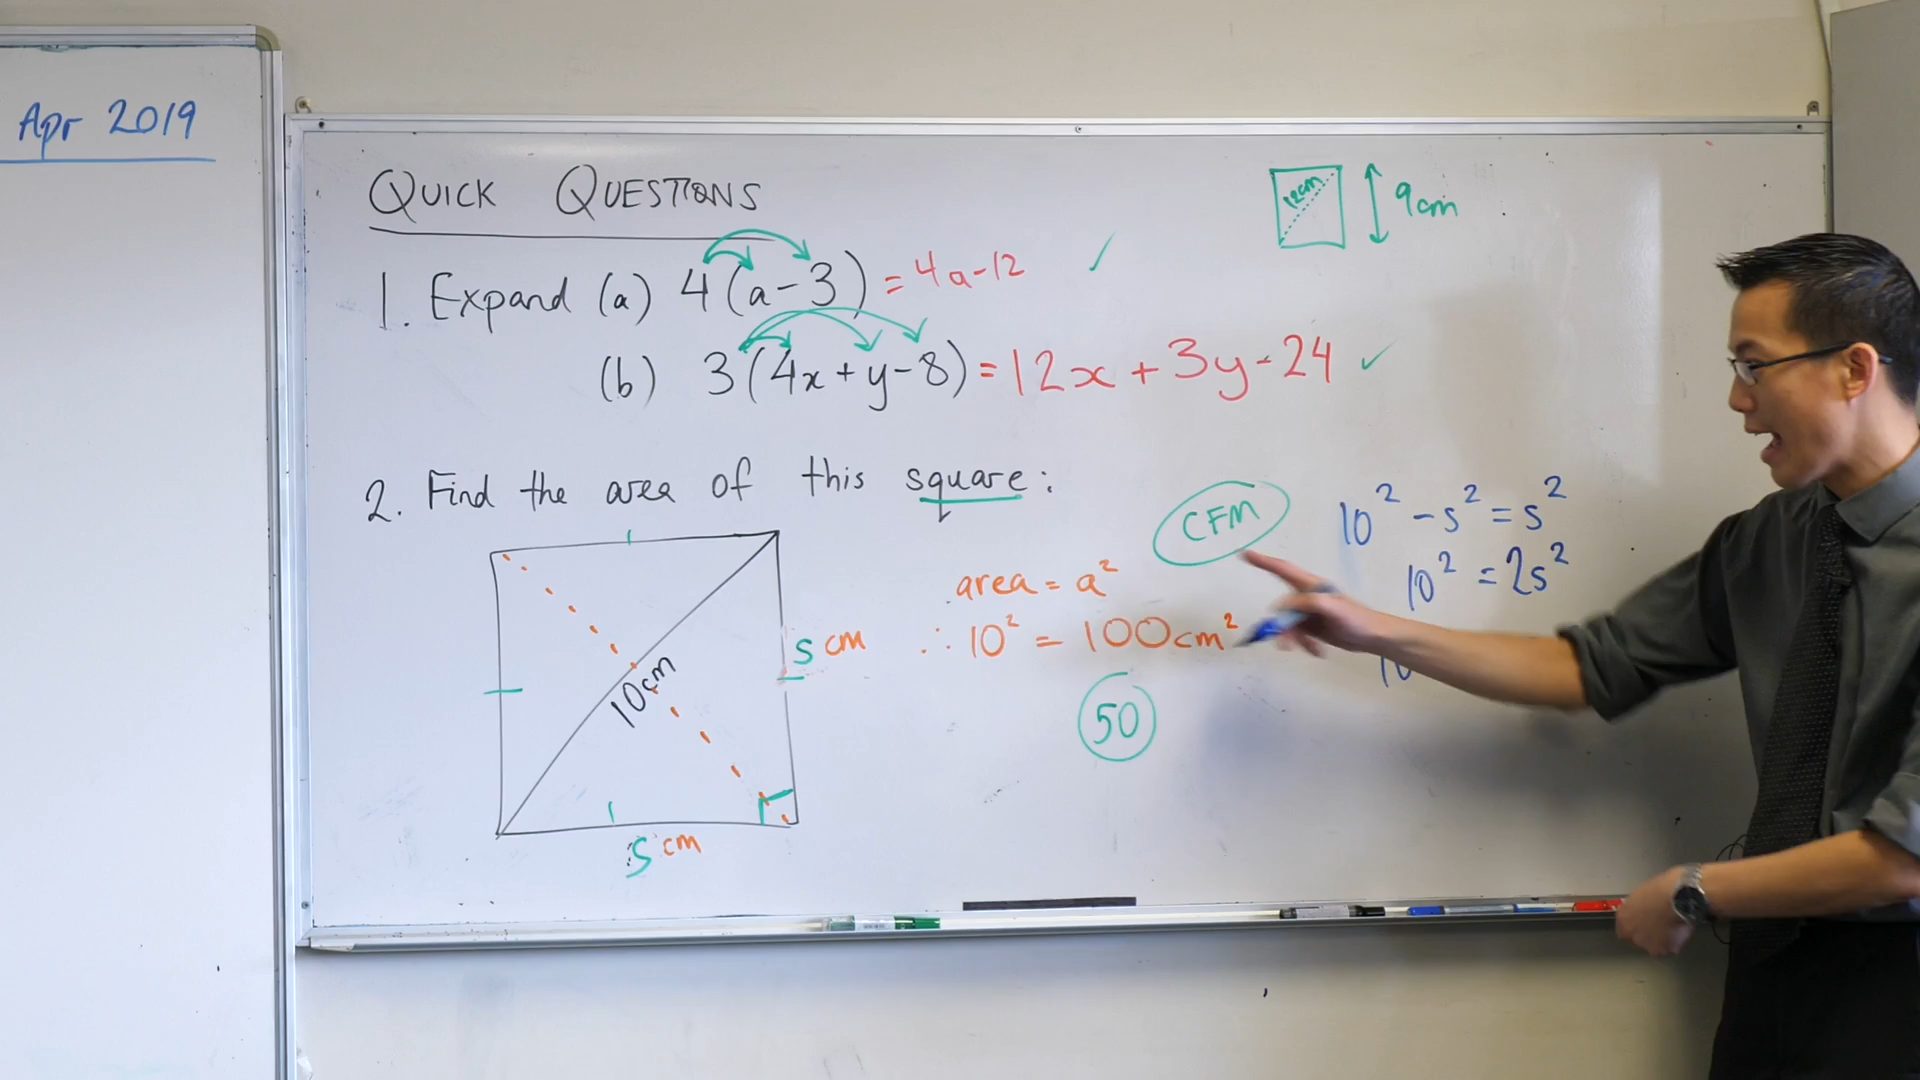 Apr 2019
QUICK QUESTIONS
12cm
9cm
1. Expand (a) 4(a-3) = 4a-12 ✓
(b) 3(4x+y-8) = 12x+3y-24 ✓
2. Find the area of this square:
CFM
10² - s² = s²
10² = 2s²
10
area = a²
∴ 10² = 100cm²
50
10cm
s cm
s cm